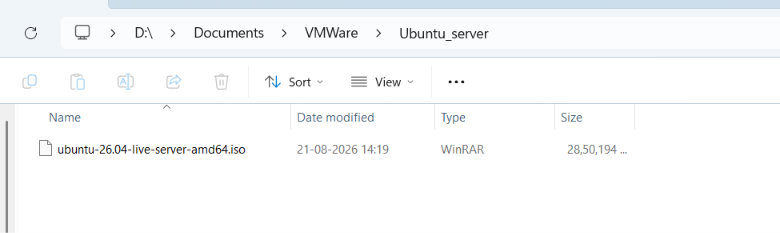 D:\ > Documents > VMWare > Ubuntu_server
Sort View ...
Name Date modified Type Size
ubuntu-26.04-live-server-amd64.iso 21-08-2026 14:19 WinRAR 28,50,194 ...